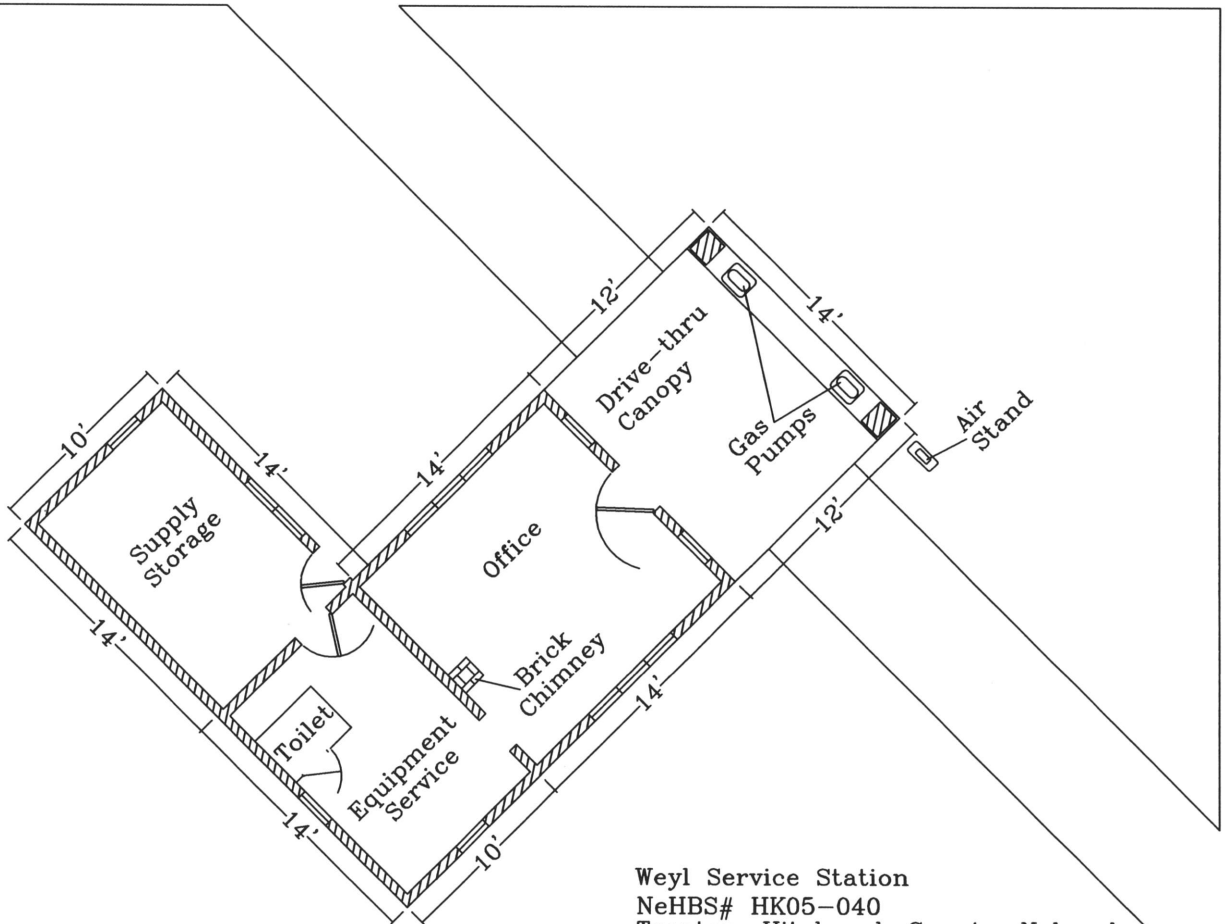 12'
14'
Drive-thru
Canopy
Gas
Pumps
Air
Stand
10'
14'
14'
12'
Supply
Storage
Office
14'
Brick
Chimney
14'
Toilet
Equipment
Service
14'
10'
Weyl Service Station
NeHBS# HK05-040